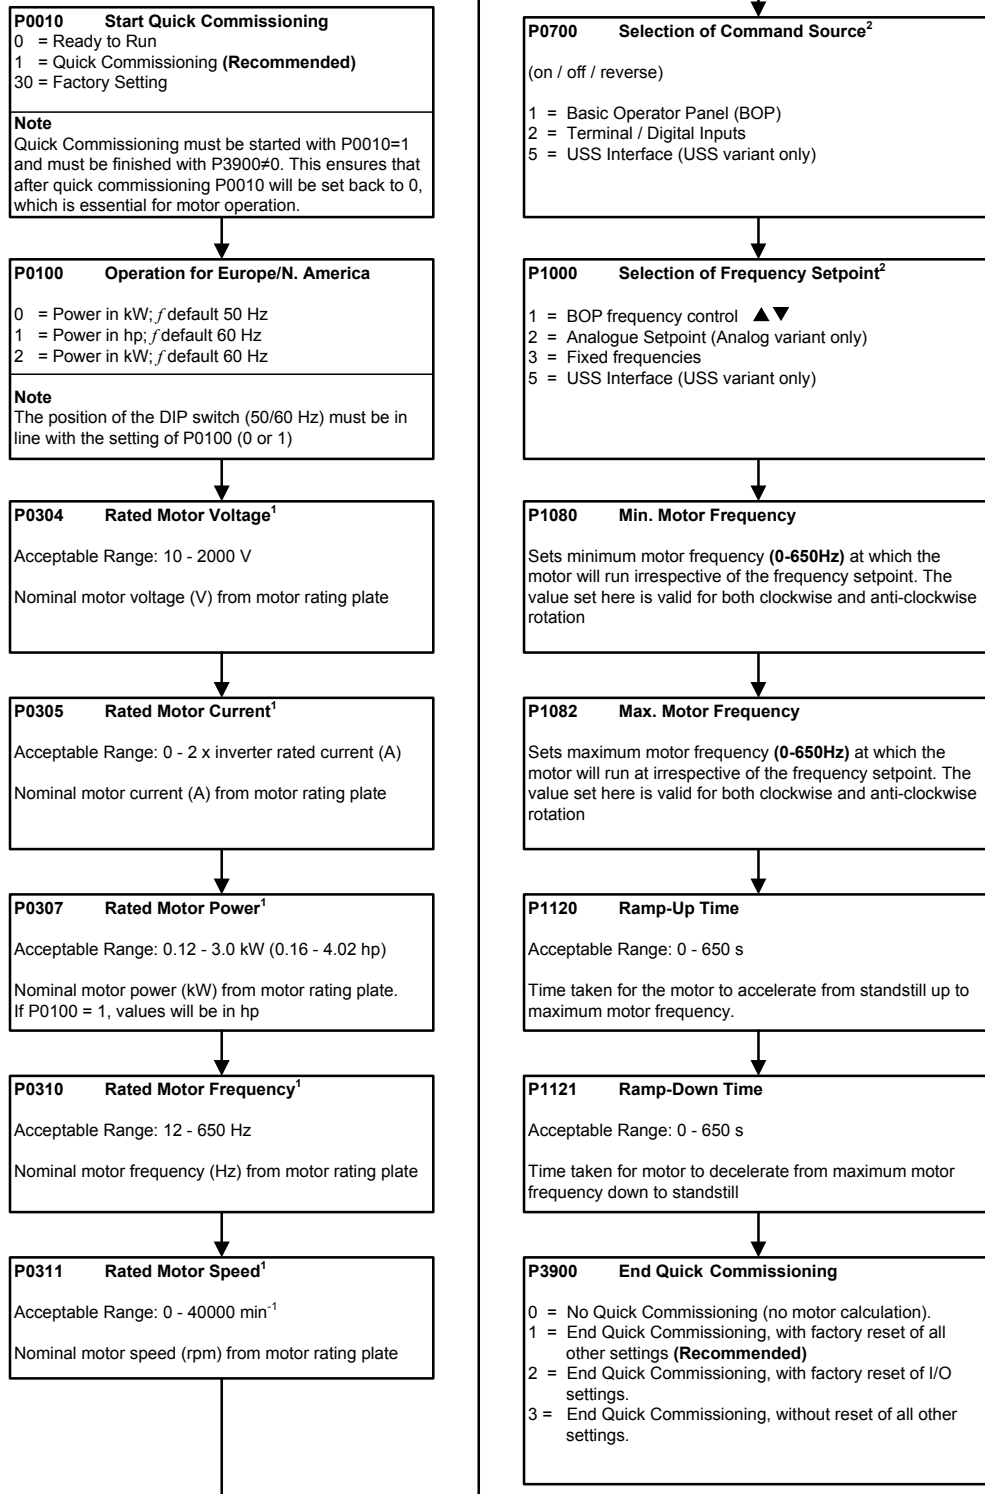 P0010 Start Quick Commissioning
0 = Ready to Run
1 = Quick Commissioning (Recommended)
30 = Factory Setting
Note
Quick Commissioning must be started with P0010=1
and must be finished with P3900≠0. This ensures that
after quick commissioning P0010 will be set back to 0,
which is essential for motor operation.
P0100 Operation for Europe/N. America
0 = Power in kW; f default 50 Hz
1 = Power in hp; f default 60 Hz
2 = Power in kW; f default 60 Hz
Note
The position of the DIP switch (50/60 Hz) must be in
line with the setting of P0100 (0 or 1)
P0304 Rated Motor Voltage¹
Acceptable Range: 10 - 2000 V
Nominal motor voltage (V) from motor rating plate
P0305 Rated Motor Current¹
Acceptable Range: 0 - 2 x inverter rated current (A)
Nominal motor current (A) from motor rating plate
P0307 Rated Motor Power¹
Acceptable Range: 0.12 - 3.0 kW (0.16 - 4.02 hp)
Nominal motor power (kW) from motor rating plate.
If P0100 = 1, values will be in hp
P0310 Rated Motor Frequency¹
Acceptable Range: 12 - 650 Hz
Nominal motor frequency (Hz) from motor rating plate
P0311 Rated Motor Speed¹
Acceptable Range: 0 - 40000 min⁻¹
Nominal motor speed (rpm) from motor rating plate
P0700 Selection of Command Source²
(on / off / reverse)
1 = Basic Operator Panel (BOP)
2 = Terminal / Digital Inputs
5 = USS Interface (USS variant only)
P1000 Selection of Frequency Setpoint²
1 = BOP frequency control ▲▼
2 = Analogue Setpoint (Analog variant only)
3 = Fixed frequencies
5 = USS Interface (USS variant only)
P1080 Min. Motor Frequency
Sets minimum motor frequency (0-650Hz) at which the
motor will run irrespective of the frequency setpoint. The
value set here is valid for both clockwise and anti-clockwise
rotation
P1082 Max. Motor Frequency
Sets maximum motor frequency (0-650Hz) at which the
motor will run at irrespective of the frequency setpoint. The
value set here is valid for both clockwise and anti-clockwise
rotation
P1120 Ramp-Up Time
Acceptable Range: 0 - 650 s
Time taken for the motor to accelerate from standstill up to
maximum motor frequency.
P1121 Ramp-Down Time
Acceptable Range: 0 - 650 s
Time taken for motor to decelerate from maximum motor
frequency down to standstill
P3900 End Quick Commissioning
0 = No Quick Commissioning (no motor calculation).
1 = End Quick Commissioning, with factory reset of all
other settings (Recommended)
2 = End Quick Commissioning, with factory reset of I/O
settings.
3 = End Quick Commissioning, without reset of all other
settings.